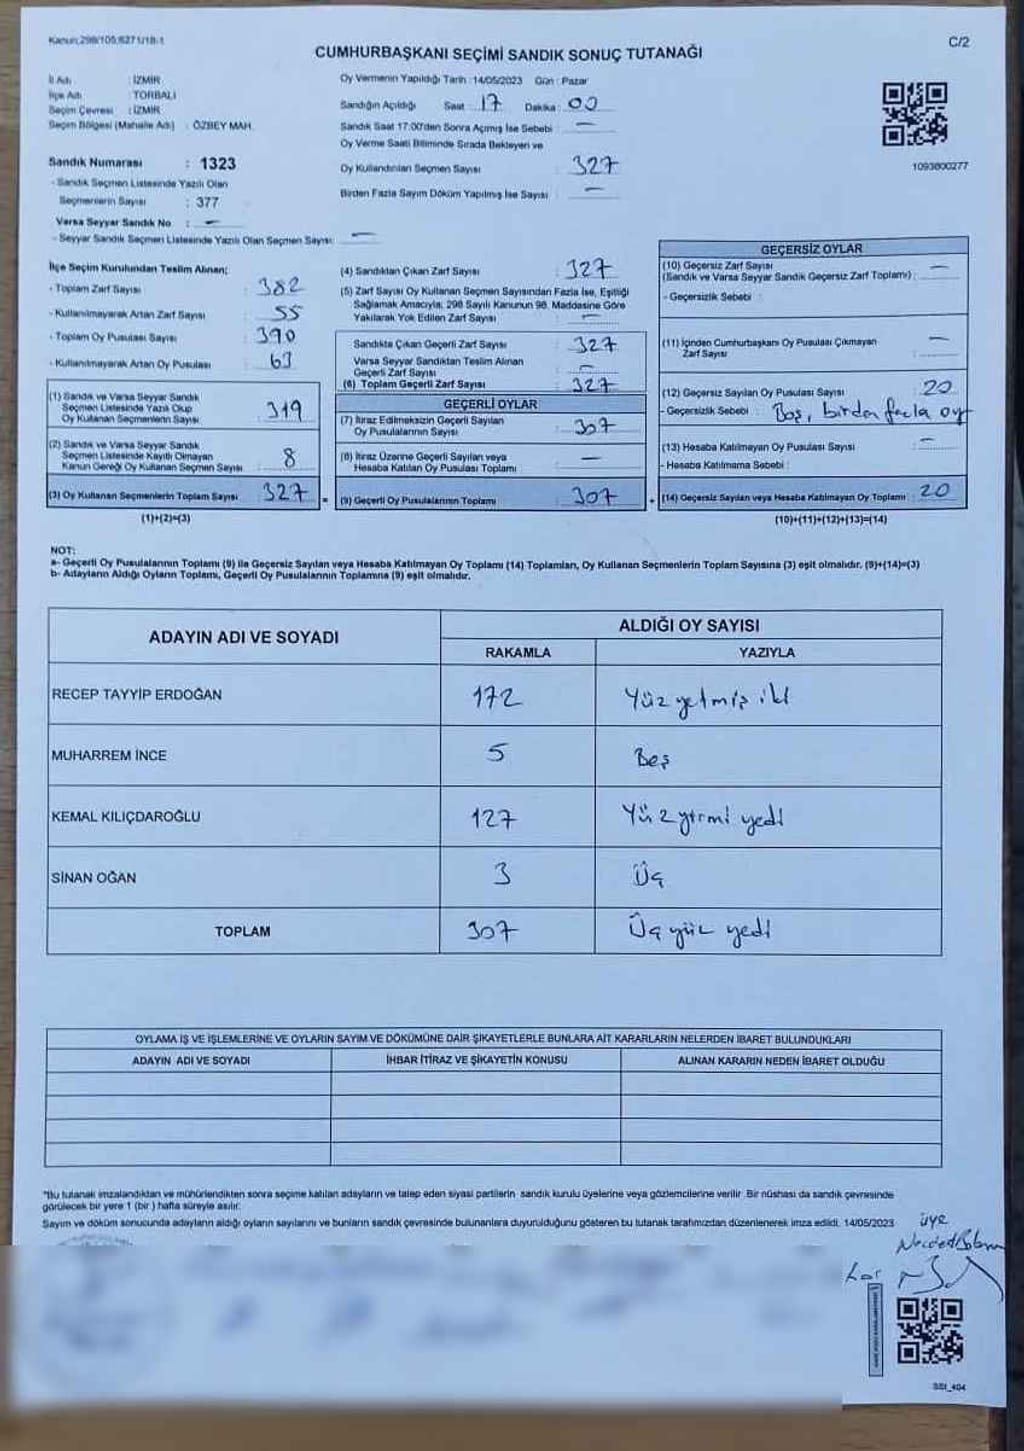 Kanun:298/105;6271/18-1
C/2
CUMHURBAŞKANI SEÇİMİ SANDIK SONUÇ TUTANAĞI
İl Adı : İZMİR
İlçe Adı : TORBALI
Seçim Çevresi : İZMİR
Seçim Bölgesi (Mahalle Adı) : ÖZBEY MAH.
Sandık Numarası : 1323
- Sandık Seçmen Listesinde Yazılı Olan
Seçmenlerin Sayısı : 377
Varsa Seyyar Sandık No : –
- Seyyar Sandık Seçmen Listesinde Yazılı Olan Seçmen Sayısı: –
Oy Vermenin Yapıldığı Tarih : 14/05/2023 Gün : Pazar
Sandığın Açıldığı Saat : 17 Dakika : 00
Sandık Saat 17:00'den Sonra Açımış İse Sebebi : –
Oy Verme Saati Bitiminde Sırada Bekleyen ve
Oy Kullandırılan Seçmen Sayısı : 327
Birden Fazla Sayım Döküm Yapılmış İse Sayısı : –
1093800277
İlçe Seçim Kurulundan Teslim Alınan;
- Toplam Zarf Sayısı : 382
- Kullanılmayarak Artan Zarf Sayısı : 55
- Toplam Oy Pusulası Sayısı : 390
- Kullanılmayarak Artan Oy Pusulası : 63
(1) Sandık ve Varsa Seyyar Sandık
Seçmen Listesinde Yazılı Olup
Oy Kullanan Seçmenlerin Sayısı : 319
(2) Sandık ve Varsa Seyyar Sandık
Seçmen Listesinde Kayıtlı Olmayan
Kanun Gereği Oy Kullanan Seçmen Sayısı : 8
(3) Oy Kullanan Seçmenlerin Toplam Sayısı : 327 =
(1)+(2)=(3)
(4) Sandıktan Çıkan Zarf Sayısı : 327
(5) Zarf Sayısı Oy Kullanan Seçmen Sayısından Fazla İse, Eşitliği
Sağlamak Amacıyla; 298 Sayılı Kanunun 98. Maddesine Göre
Yakılarak Yok Edilen Zarf Sayısı : –
Sandıkta Çıkan Geçerli Zarf Sayısı : 327
Varsa Seyyar Sandıktan Teslim Alınan
Geçerli Zarf Sayısı : –
(6) Toplam Geçerli Zarf Sayısı : 327
GEÇERLİ OYLAR
(7) İtiraz Edilmeksizin Geçerli Sayılan
Oy Pusulalarının Sayısı : 307
(8) İtiraz Üzerine Geçerli Sayılan veya
Hesaba Katılan Oy Pusulası Toplamı : –
(9) Geçerli Oy Pusulalarının Toplamı : 307 +
GEÇERSİZ OYLAR
(10) Geçersiz Zarf Sayısı
(Sandık ve Varsa Seyyar Sandık Geçersiz Zarf Toplamı) : –
- Geçersizlik Sebebi :
(11) İçinden Cumhurbaşkanı Oy Pusulası Çıkmayan
Zarf Sayısı : –
(12) Geçersiz Sayılan Oy Pusulası Sayısı : 20
- Geçersizlik Sebebi : Boş, birden fazla oy
(13) Hesaba Katılmayan Oy Pusulası Sayısı : –
- Hesaba Katılmama Sebebi :
(14) Geçersiz Sayılan veya Hesaba Katılmayan Oy Toplamı : 20
(10)+(11)+(12)+(13)=(14)
NOT:
a- Geçerli Oy Pusulalarının Toplamı (9) ile Geçersiz Sayılan veya Hesaba Katılmayan Oy Toplamı (14) Toplamları, Oy Kullanan Seçmenlerin Toplam Sayısına (3) eşit olmalıdır. (9)+(14)=(3)
b- Adayların Aldığı Oyların Toplamı, Geçerli Oy Pusulalarının Toplamına (9) eşit olmalıdır.
ADAYIN ADI VE SOYADI
ALDIĞI OY SAYISI
RAKAMLA YAZIYLA
RECEP TAYYİP ERDOĞAN 172 Yüz yetmiş iki
MUHARREM İNCE 5 Beş
KEMAL KILIÇDAROĞLU 127 Yüz yirmi yedi
SİNAN OĞAN 3 Üç
TOPLAM 307 Üç yüz yedi
OYLAMA İŞ VE İŞLEMLERİNE VE OYLARIN SAYIM VE DÖKÜMÜNE DAİR ŞİKAYETLERLE BUNLARA AİT KARARLARIN NELERDEN İBARET BULUNDUKLARI
ADAYIN ADI VE SOYADI İHBAR İTİRAZ VE ŞİKAYETİN KONUSU ALINAN KARARIN NEDEN İBARET OLDUĞU
"Bu tutanak imzalandıktan ve mühürlendikten sonra seçime katılan adayların ve talep eden siyasi partilerin sandık kurulu üyelerine veya gözlemcilerine verilir. Bir nüshası da sandık çevresinde
görülecek bir yere 1 (bir) hafta süreyle asılır.
Sayım ve döküm sonucunda adayların aldığı oyların sayılarını ve bunların sandık çevresinde bulunanlara duyurulduğunu gösteren bu tutanak tarafımızdan düzenlenerek imza edildi. 14/05/2023
üye
SSI_404